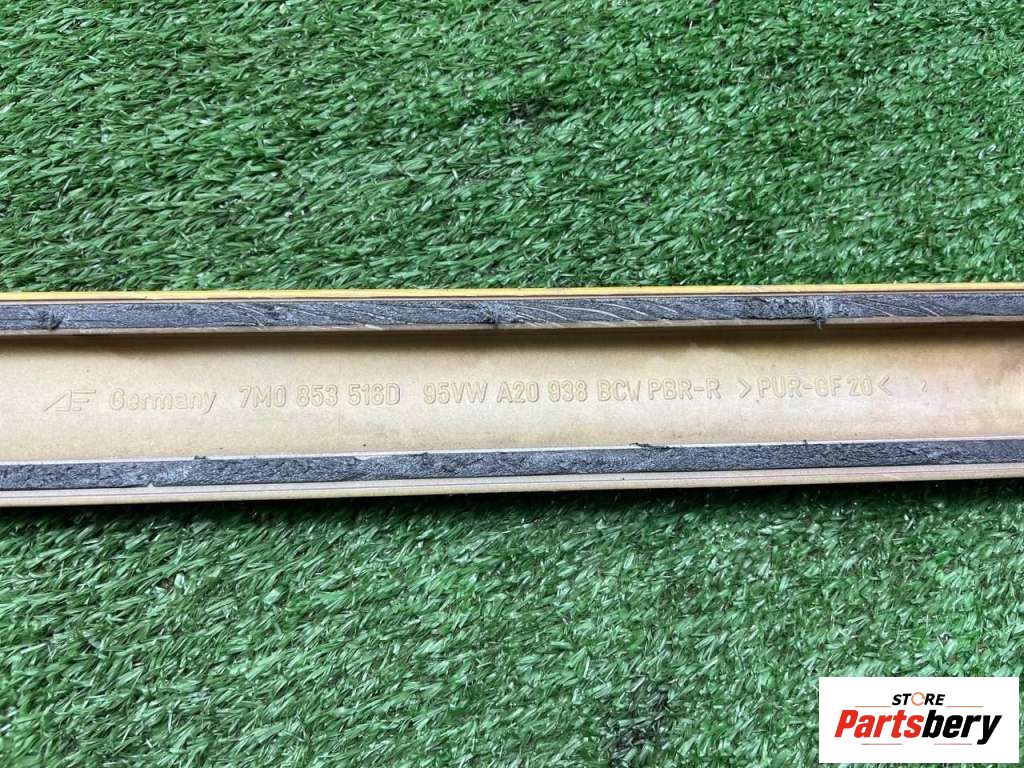 Germany 7M0 853 516D 95VW A20 938 BCW PBR-R >PUR-GF20<
STORE
Partsbery